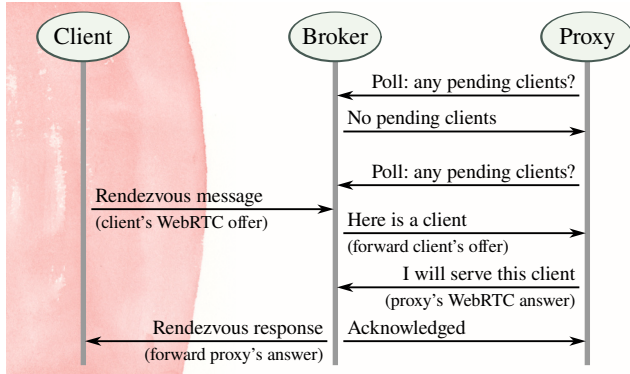 Client
Broker
Proxy
Poll: any pending clients?
No pending clients
Poll: any pending clients?
Rendezvous message
(client's WebRTC offer)
Here is a client
(forward client's offer)
I will serve this client
(proxy's WebRTC answer)
Rendezvous response
(forward proxy's answer)
Acknowledged